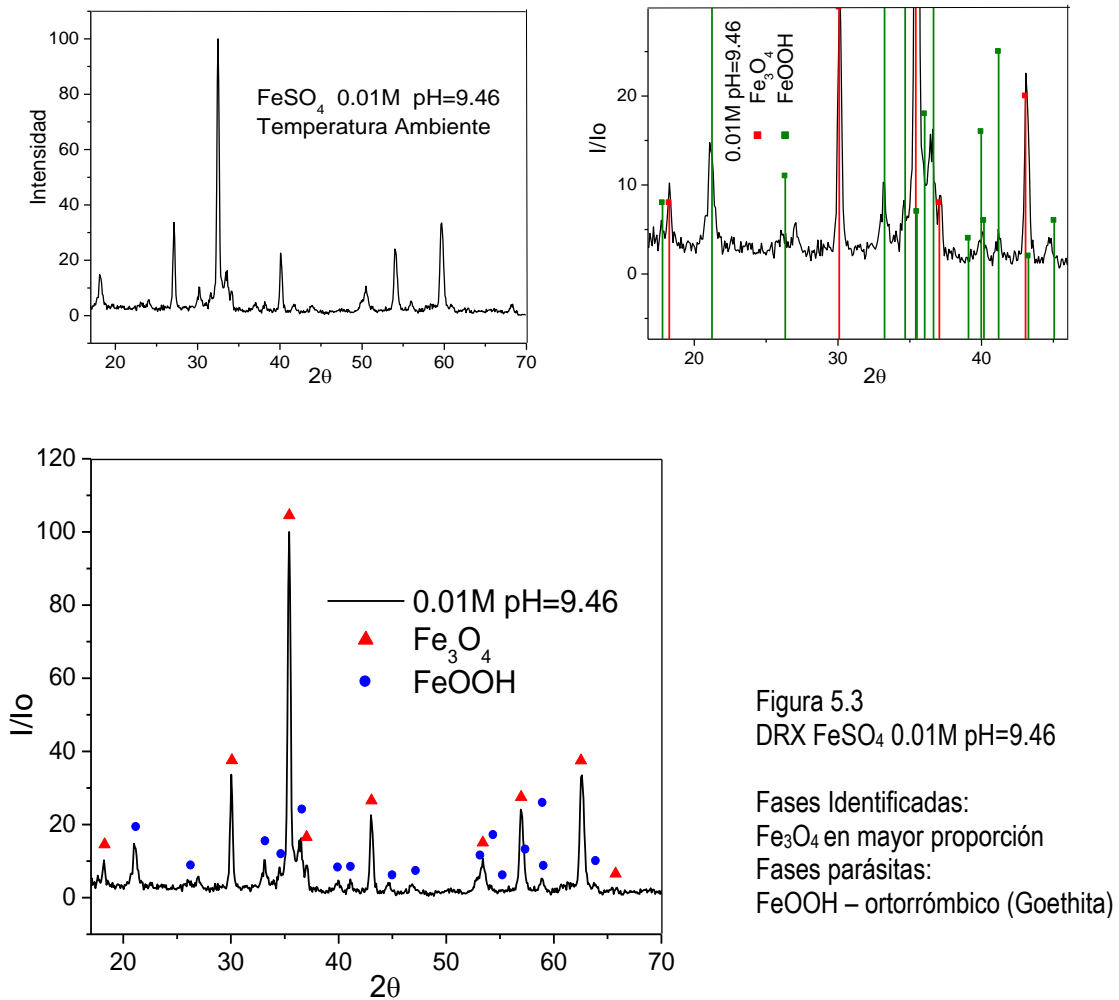 100
80
60
40
20
0
Intensidad
FeSO4 0.01M pH=9.46
Temperatura Ambiente
20 30 40 50 60 70
2θ
20
10
0
I/Io
0.01M pH=9.46
Fe3O4
FeOOH
20 30 40
2θ
120
100
80
60
40
20
0
I/Io
0.01M pH=9.46
Fe3O4
FeOOH
20 30 40 50 60 70
2θ
Figura 5.3
DRX FeSO4 0.01M pH=9.46
Fases Identificadas:
Fe3O4 en mayor proporción
Fases parásitas:
FeOOH – ortorrómbico (Goethita)